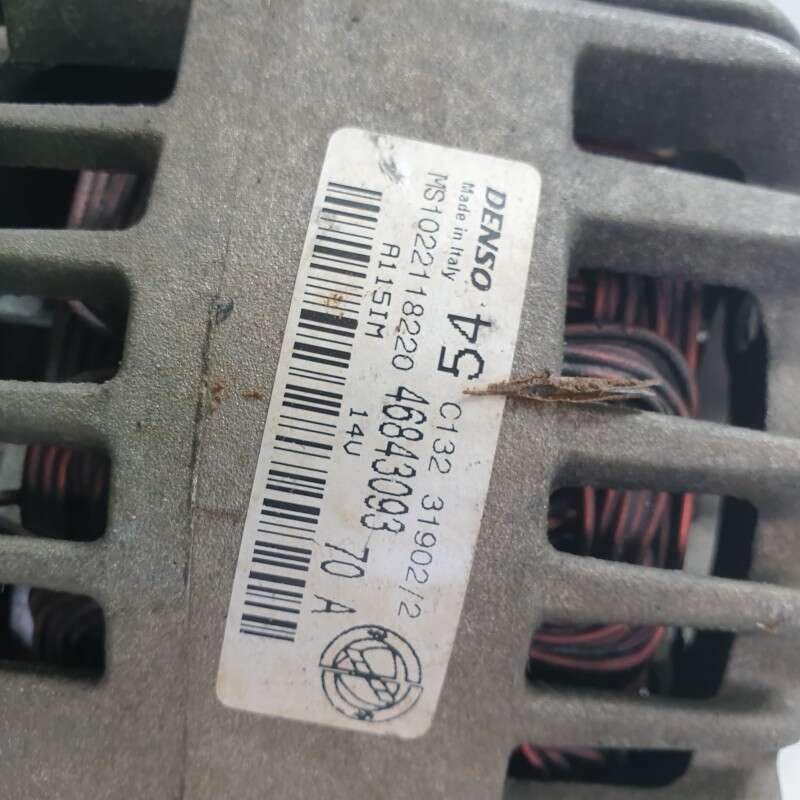 DENSO 54 C132 31902/2
Made in Italy
MS1022118220 46843093 70 A
A115IM 14V